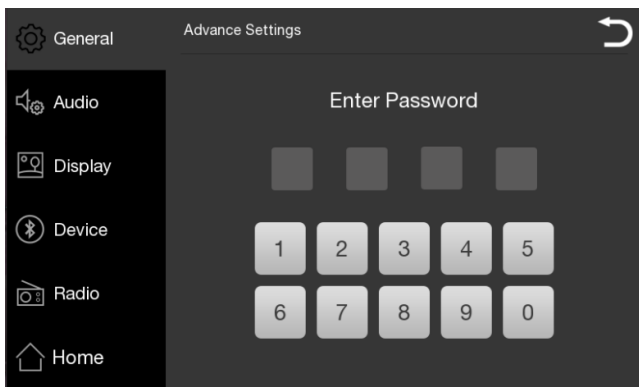 General
Audio
Display
Device
Radio
Home
Advance Settings
Enter Password
1 2 3 4 5
6 7 8 9 0